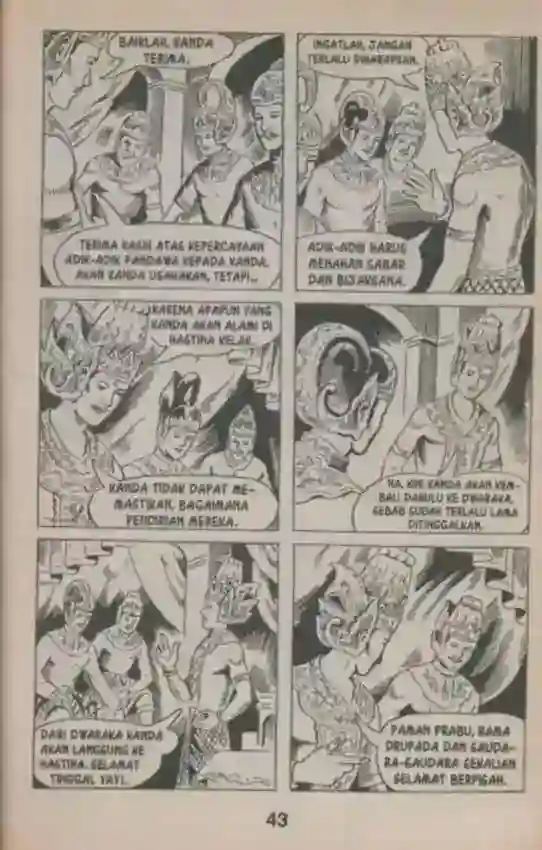 BAIKLAH, KANDA
TERIMA.
TERIMA KASIH ATAS KEPERCAYAAN
ADIK-ADIK PANDAWA KEPADA KANDA.
AKAN KANDA USAHAKAN, TETAPI..
INGATLAH, JANGAN
TERLALU DIHARAPKAN.
ADIK-ADIK HARUS
MENAHAN SABAR
DAN BIJAKSANA.
KARENA APAPUN YANG
KANDA AKAN ALAMI DI
HASTINA KELAK.
KANDA TIDAK DAPAT ME-
MASTIKAN, BAGAIMANA
PENDIRIAN MEREKA.
NA, KINI KANDA AKAN KEM-
BALI DAHULU KE DWARAKA,
SEBAB SUDAH TERLALU LAMA
DITINGGALKAN.
DARI DWARAKA KANDA
AKAN LANGSUNG KE
HASTINA. SELAMAT
TINGGAL YAYI.
PAMAN PRABU, RAMA
DRUPADA DAN SAUDA-
RA-SAUDARA SEKALIAN
SELAMAT BERPISAH.
43